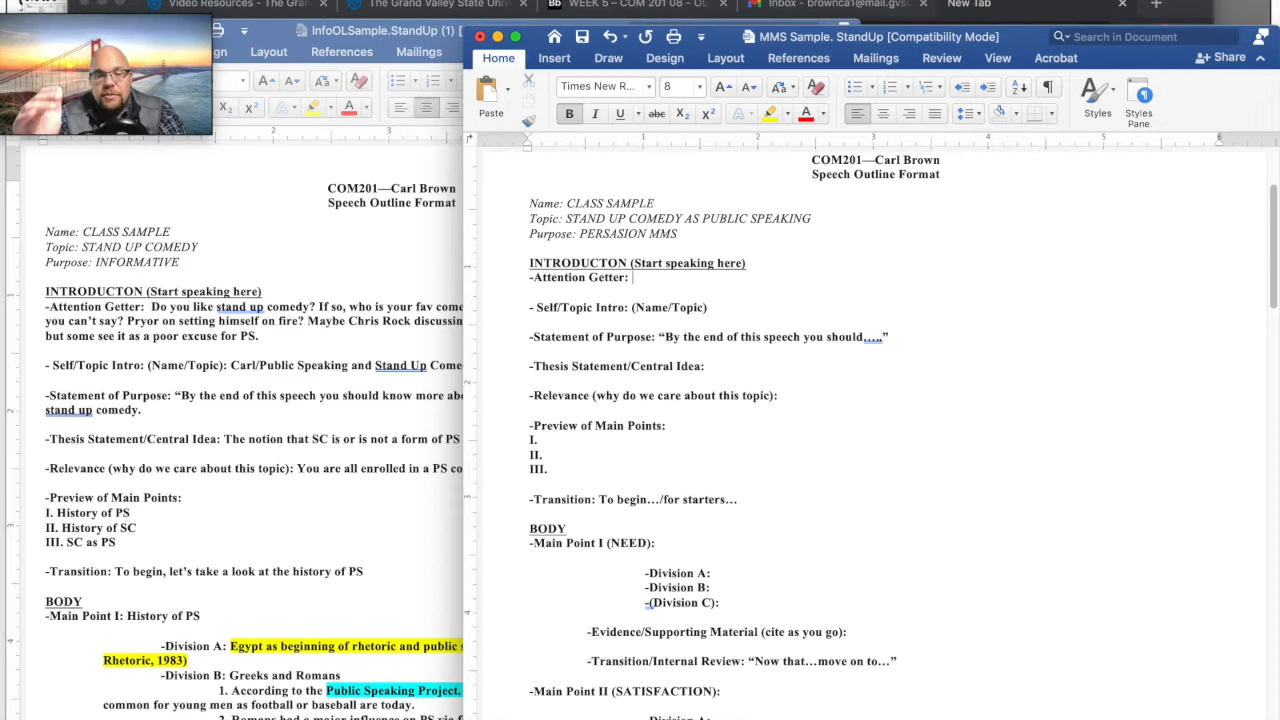 Video Resources - The Gran
The Grand Valley State Univ
WEEK 5 – COM 201 08 - OL
Inbox - brownca1@mail.gvs
New Tab
InfoOLSample.StandUp (1) [
Layout
References
Mailings
MMS Sample. StandUp [Compatibility Mode]
Search in Document
Home
Insert
Draw
Design
Layout
References
Mailings
Review
View
Acrobat
Share
Times New R...
8
Paste
Styles
Styles Pane
COM201—Carl Brown
Speech Outline Format
Name: CLASS SAMPLE
Topic: STAND UP COMEDY
Purpose: INFORMATIVE
INTRODUCTON (Start speaking here)
-Attention Getter:  Do you like stand up comedy? If so, who is your fav come
you can't say? Pryor on setting himself on fire? Maybe Chris Rock discussin
but some see it as a poor excuse for PS.
- Self/Topic Intro: (Name/Topic): Carl/Public Speaking and Stand Up Come
-Statement of Purpose: “By the end of this speech you should know more abo
stand up comedy.
-Thesis Statement/Central Idea: The notion that SC is or is not a form of PS
-Relevance (why do we care about this topic): You are all enrolled in a PS co
-Preview of Main Points:
I. History of PS
II. History of SC
III. SC as PS
-Transition: To begin, let’s take a look at the history of PS
BODY
-Main Point I: History of PS
-Division A: Egypt as beginning of rhetoric and public s
Rhetoric, 1983)
-Division B: Greeks and Romans
1. According to the Public Speaking Project.
common for young men as football or baseball are today.
2. Romans had a major influence on PS via f
COM201—Carl Brown
Speech Outline Format
Name: CLASS SAMPLE
Topic: STAND UP COMEDY AS PUBLIC SPEAKING
Purpose: PERSASION MMS
INTRODUCTON (Start speaking here)
-Attention Getter:
- Self/Topic Intro: (Name/Topic)
-Statement of Purpose: “By the end of this speech you should…..”
-Thesis Statement/Central Idea:
-Relevance (why do we care about this topic):
-Preview of Main Points:
I.
II.
III.
-Transition: To begin…/for starters…
BODY
-Main Point I (NEED):
-Division A:
-Division B:
-(Division C):
-Evidence/Supporting Material (cite as you go):
-Transition/Internal Review: “Now that…move on to…”
-Main Point II (SATISFACTION):
-Division A: